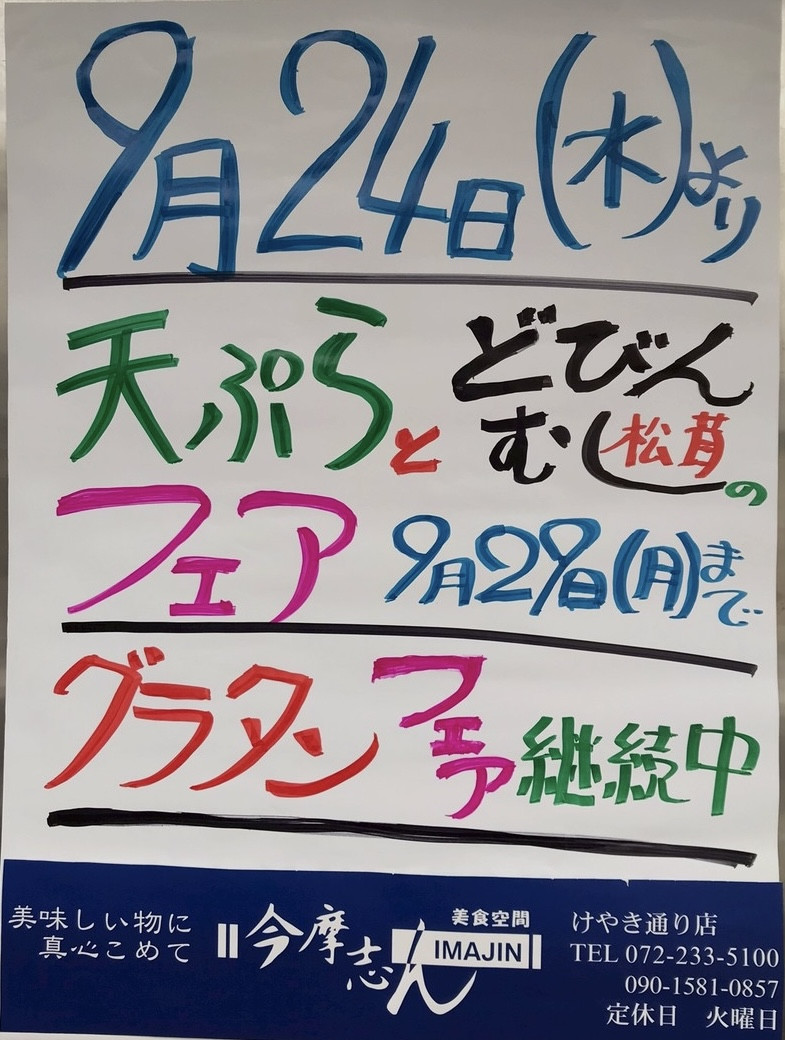 9月24日(水)より
天ぷらとどびん
むし松茸の
フェア 9月29日(月)まで
グラタンフェア継続中
美味しい物に
真心こめて
今摩志ん
美食空間
IMAJIN
けやき通り店
TEL 072-233-5100
090-1581-0857
定休日 火曜日